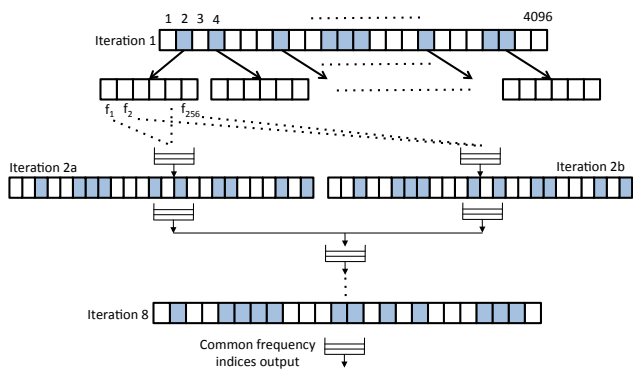 1 2 3 4 4096
Iteration 1
f1 f2 f256
Iteration 2a
Iteration 2b
Iteration 8
Common frequency
indices output